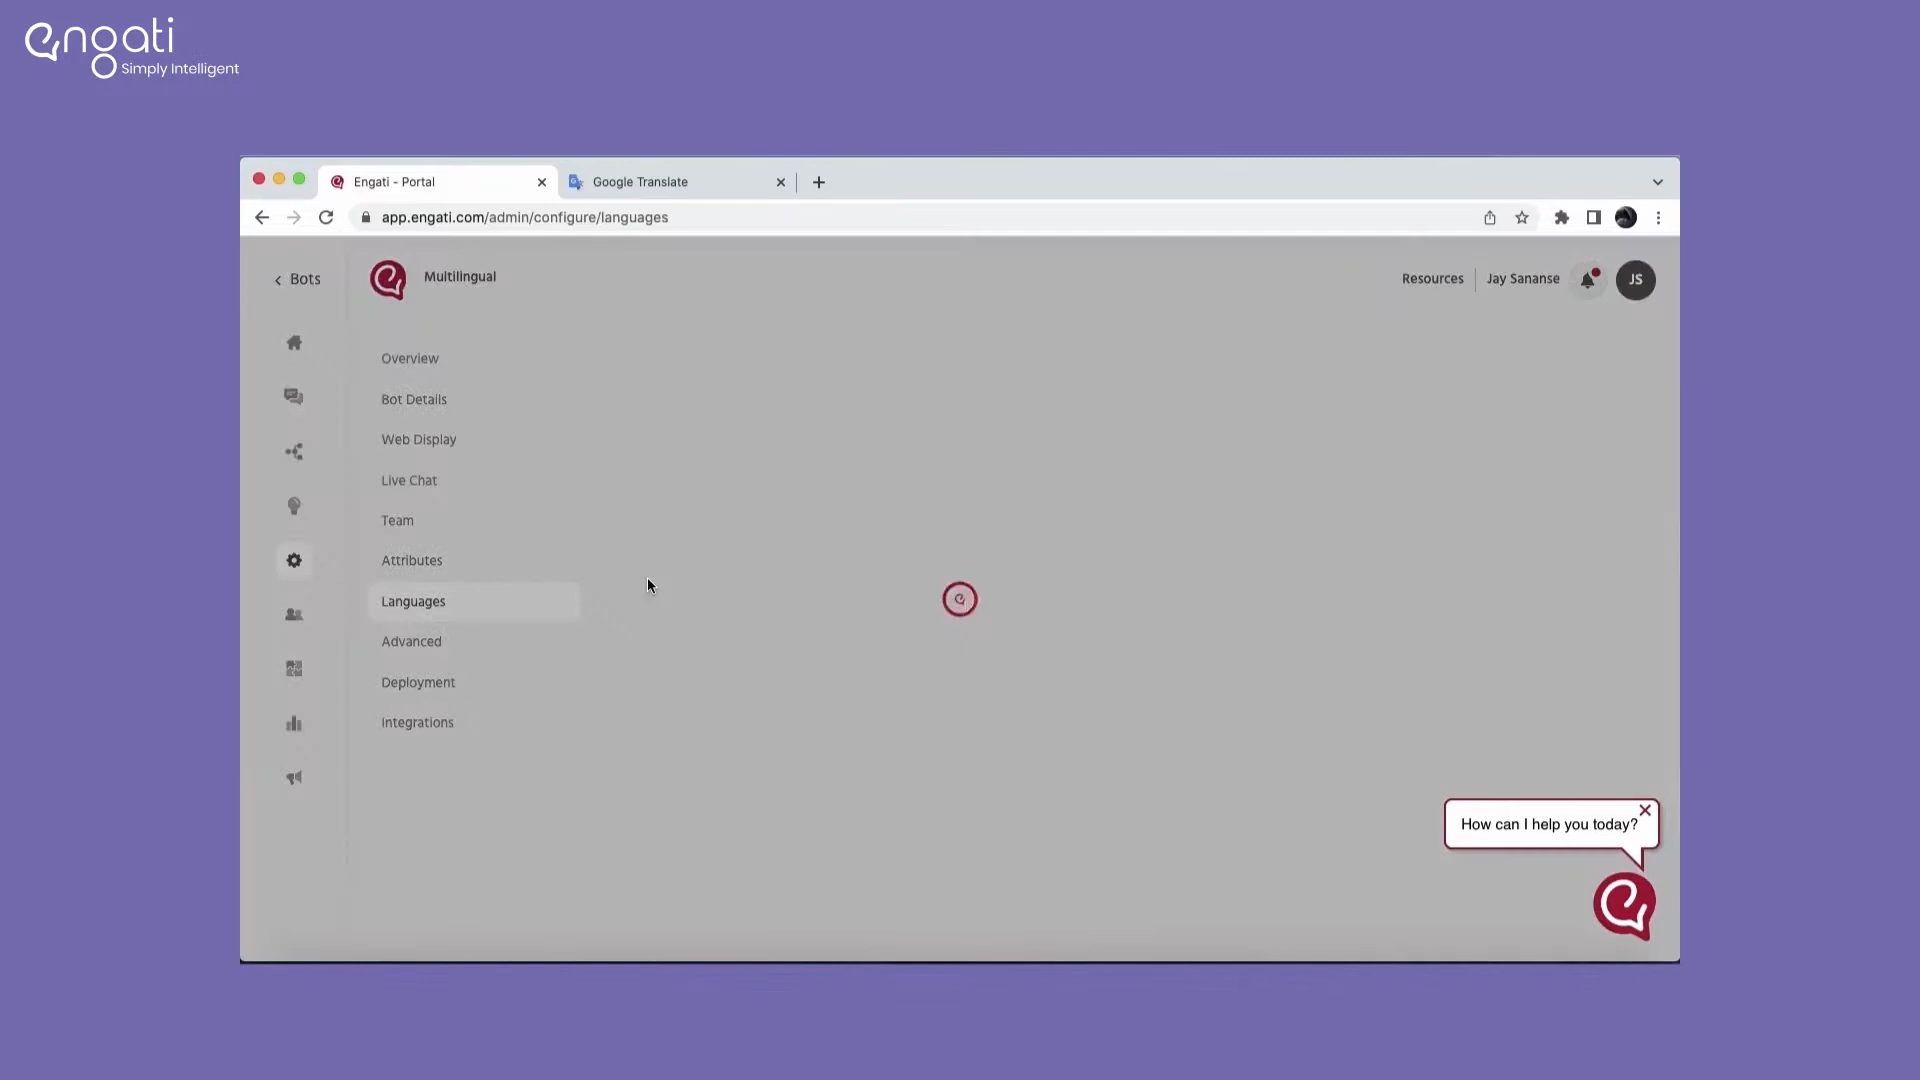 engati
Simply Intelligent
Engati - Portal
Google Translate
app.engati.com/admin/configure/languages
Bots
Multilingual
Resources
Jay Sananse
JS
Overview
Bot Details
Web Display
Live Chat
Team
Attributes
Languages
Advanced
Deployment
Integrations
How can I help you today?